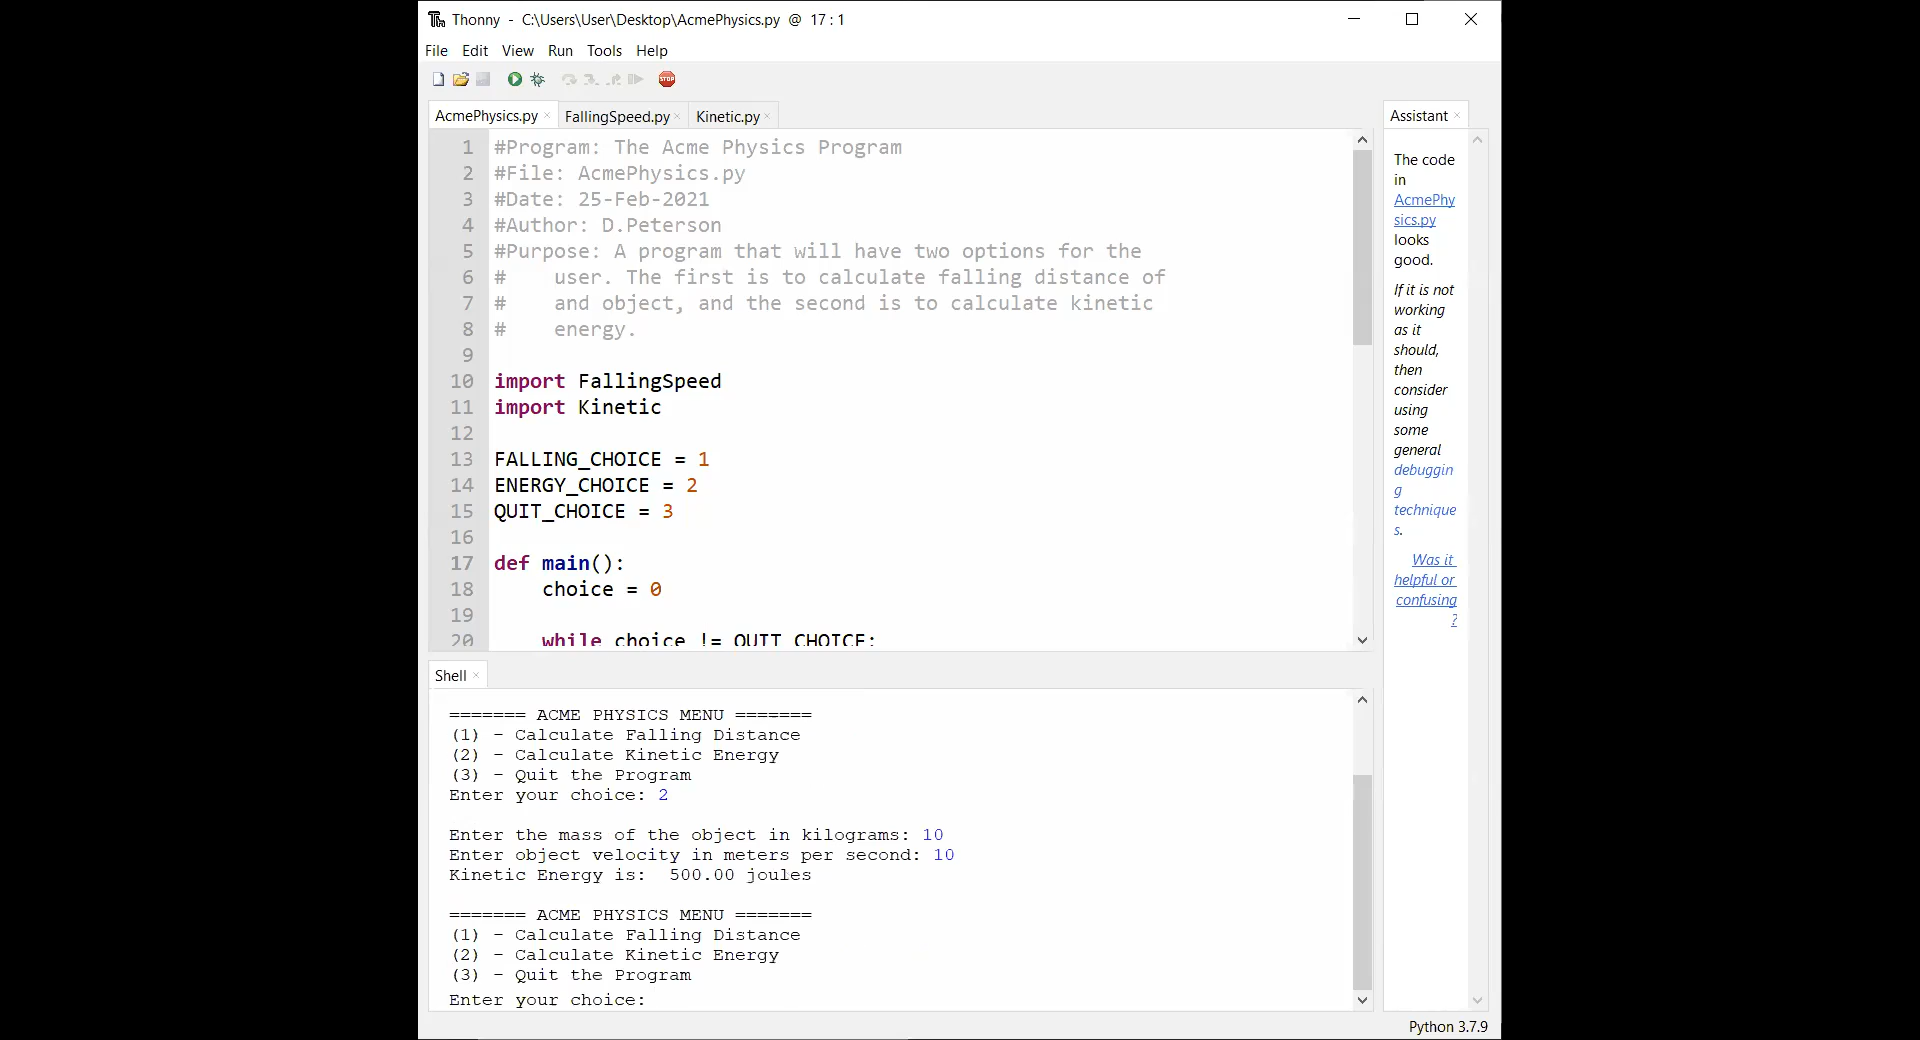 Thonny - C:\Users\User\Desktop\AcmePhysics.py @ 17 : 1
File Edit View Run Tools Help
STOP
AcmePhysics.py × FallingSpeed.py × Kinetic.py ×
1 #Program: The Acme Physics Program
2 #File: AcmePhysics.py
3 #Date: 25-Feb-2021
4 #Author: D.Peterson
5 #Purpose: A program that will have two options for the
6 #    user. The first is to calculate falling distance of
7 #    and object, and the second is to calculate kinetic
8 #    energy.
9
10 import FallingSpeed
11 import Kinetic
12
13 FALLING_CHOICE = 1
14 ENERGY_CHOICE = 2
15 QUIT_CHOICE = 3
16
17 def main():
18     choice = 0
19
20     while choice != QUIT_CHOICE:
Shell ×
======= ACME PHYSICS MENU =======
(1) - Calculate Falling Distance
(2) - Calculate Kinetic Energy
(3) - Quit the Program
Enter your choice: 2
Enter the mass of the object in kilograms: 10
Enter object velocity in meters per second: 10
Kinetic Energy is:  500.00 joules
======= ACME PHYSICS MENU =======
(1) - Calculate Falling Distance
(2) - Calculate Kinetic Energy
(3) - Quit the Program
Enter your choice:
Assistant ×
The code
in
AcmePhy
sics.py
looks
good.
If it is not
working
as it
should,
then
consider
using
some
general
debuggin
g
technique
s.
Was it
helpful or
confusing
?
Python 3.7.9